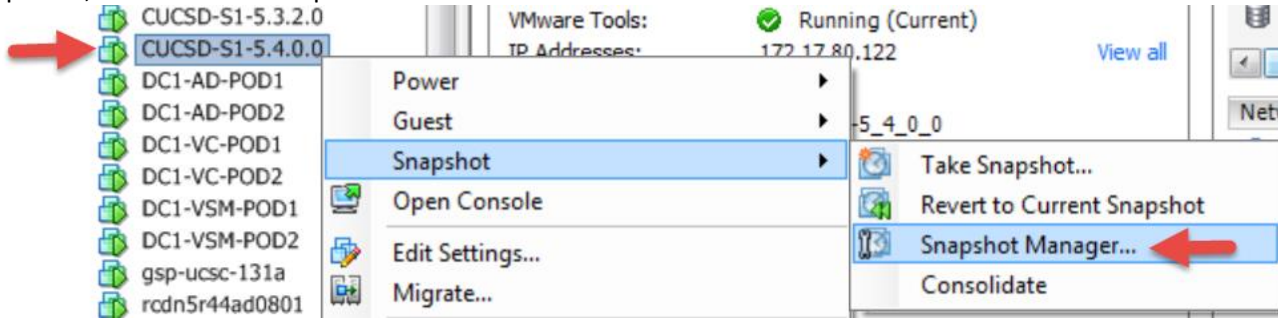 CUCSD-S1-5.3.2.0
CUCSD-S1-5.4.0.0
DC1-AD-POD1
DC1-AD-POD2
DC1-VC-POD1
DC1-VC-POD2
DC1-VSM-POD1
DC1-VSM-POD2
gsp-ucsc-131a
rcdn5r44ad0801
VMware Tools: Running (Current)
IP Addresses: 172.17.80.122 View all
-5_4_0_0
Power
Guest
Snapshot
Open Console
Edit Settings...
Migrate...
Take Snapshot...
Revert to Current Snapshot
Snapshot Manager...
Consolidate